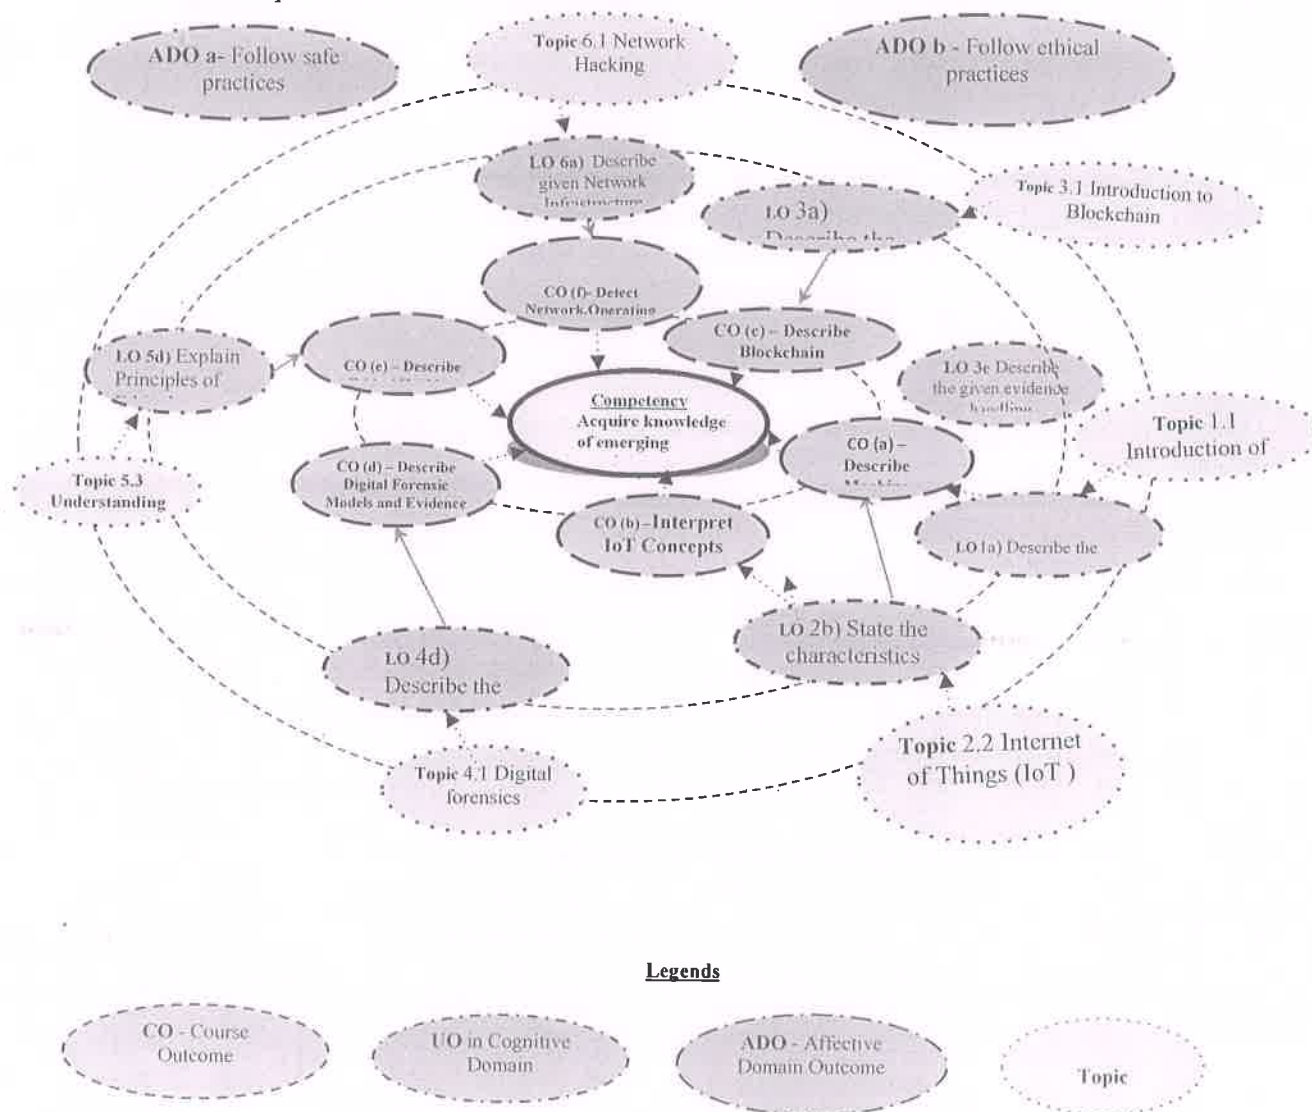 ADO a- Follow safe
practices
Topic 6.1 Network
Hacking
ADO b - Follow ethical
practices
LO 6a) Describe
given Network
Infrastructure
LO 3a)
Describe the
Topic 3.1 Introduction to
Blockchain
CO (f)- Detect
Network,Operating
CO (c) – Describe
Blockchain
LO 5d) Explain
Principles of
CO (e) – Describe
LO 3e Describe
the given evidence
handling
Competency
Acquire knowledge
of emerging
Topic 1.1
Introduction of
CO (a) –
Describe
Topic 5.3
Understanding
CO (d) – Describe
Digital Forensic
Models and Evidence
CO (b) –Interpret
IoT Concepts
LO 1a) Describe the
LO 2b) State the
characteristics
LO 4d)
Describe the
Topic 2.2 Internet
of Things (IoT )
Topic 4.1 Digital
forensics
Legends
CO - Course
Outcome
UO in Cognitive
Domain
ADO - Affective
Domain Outcome
Topic